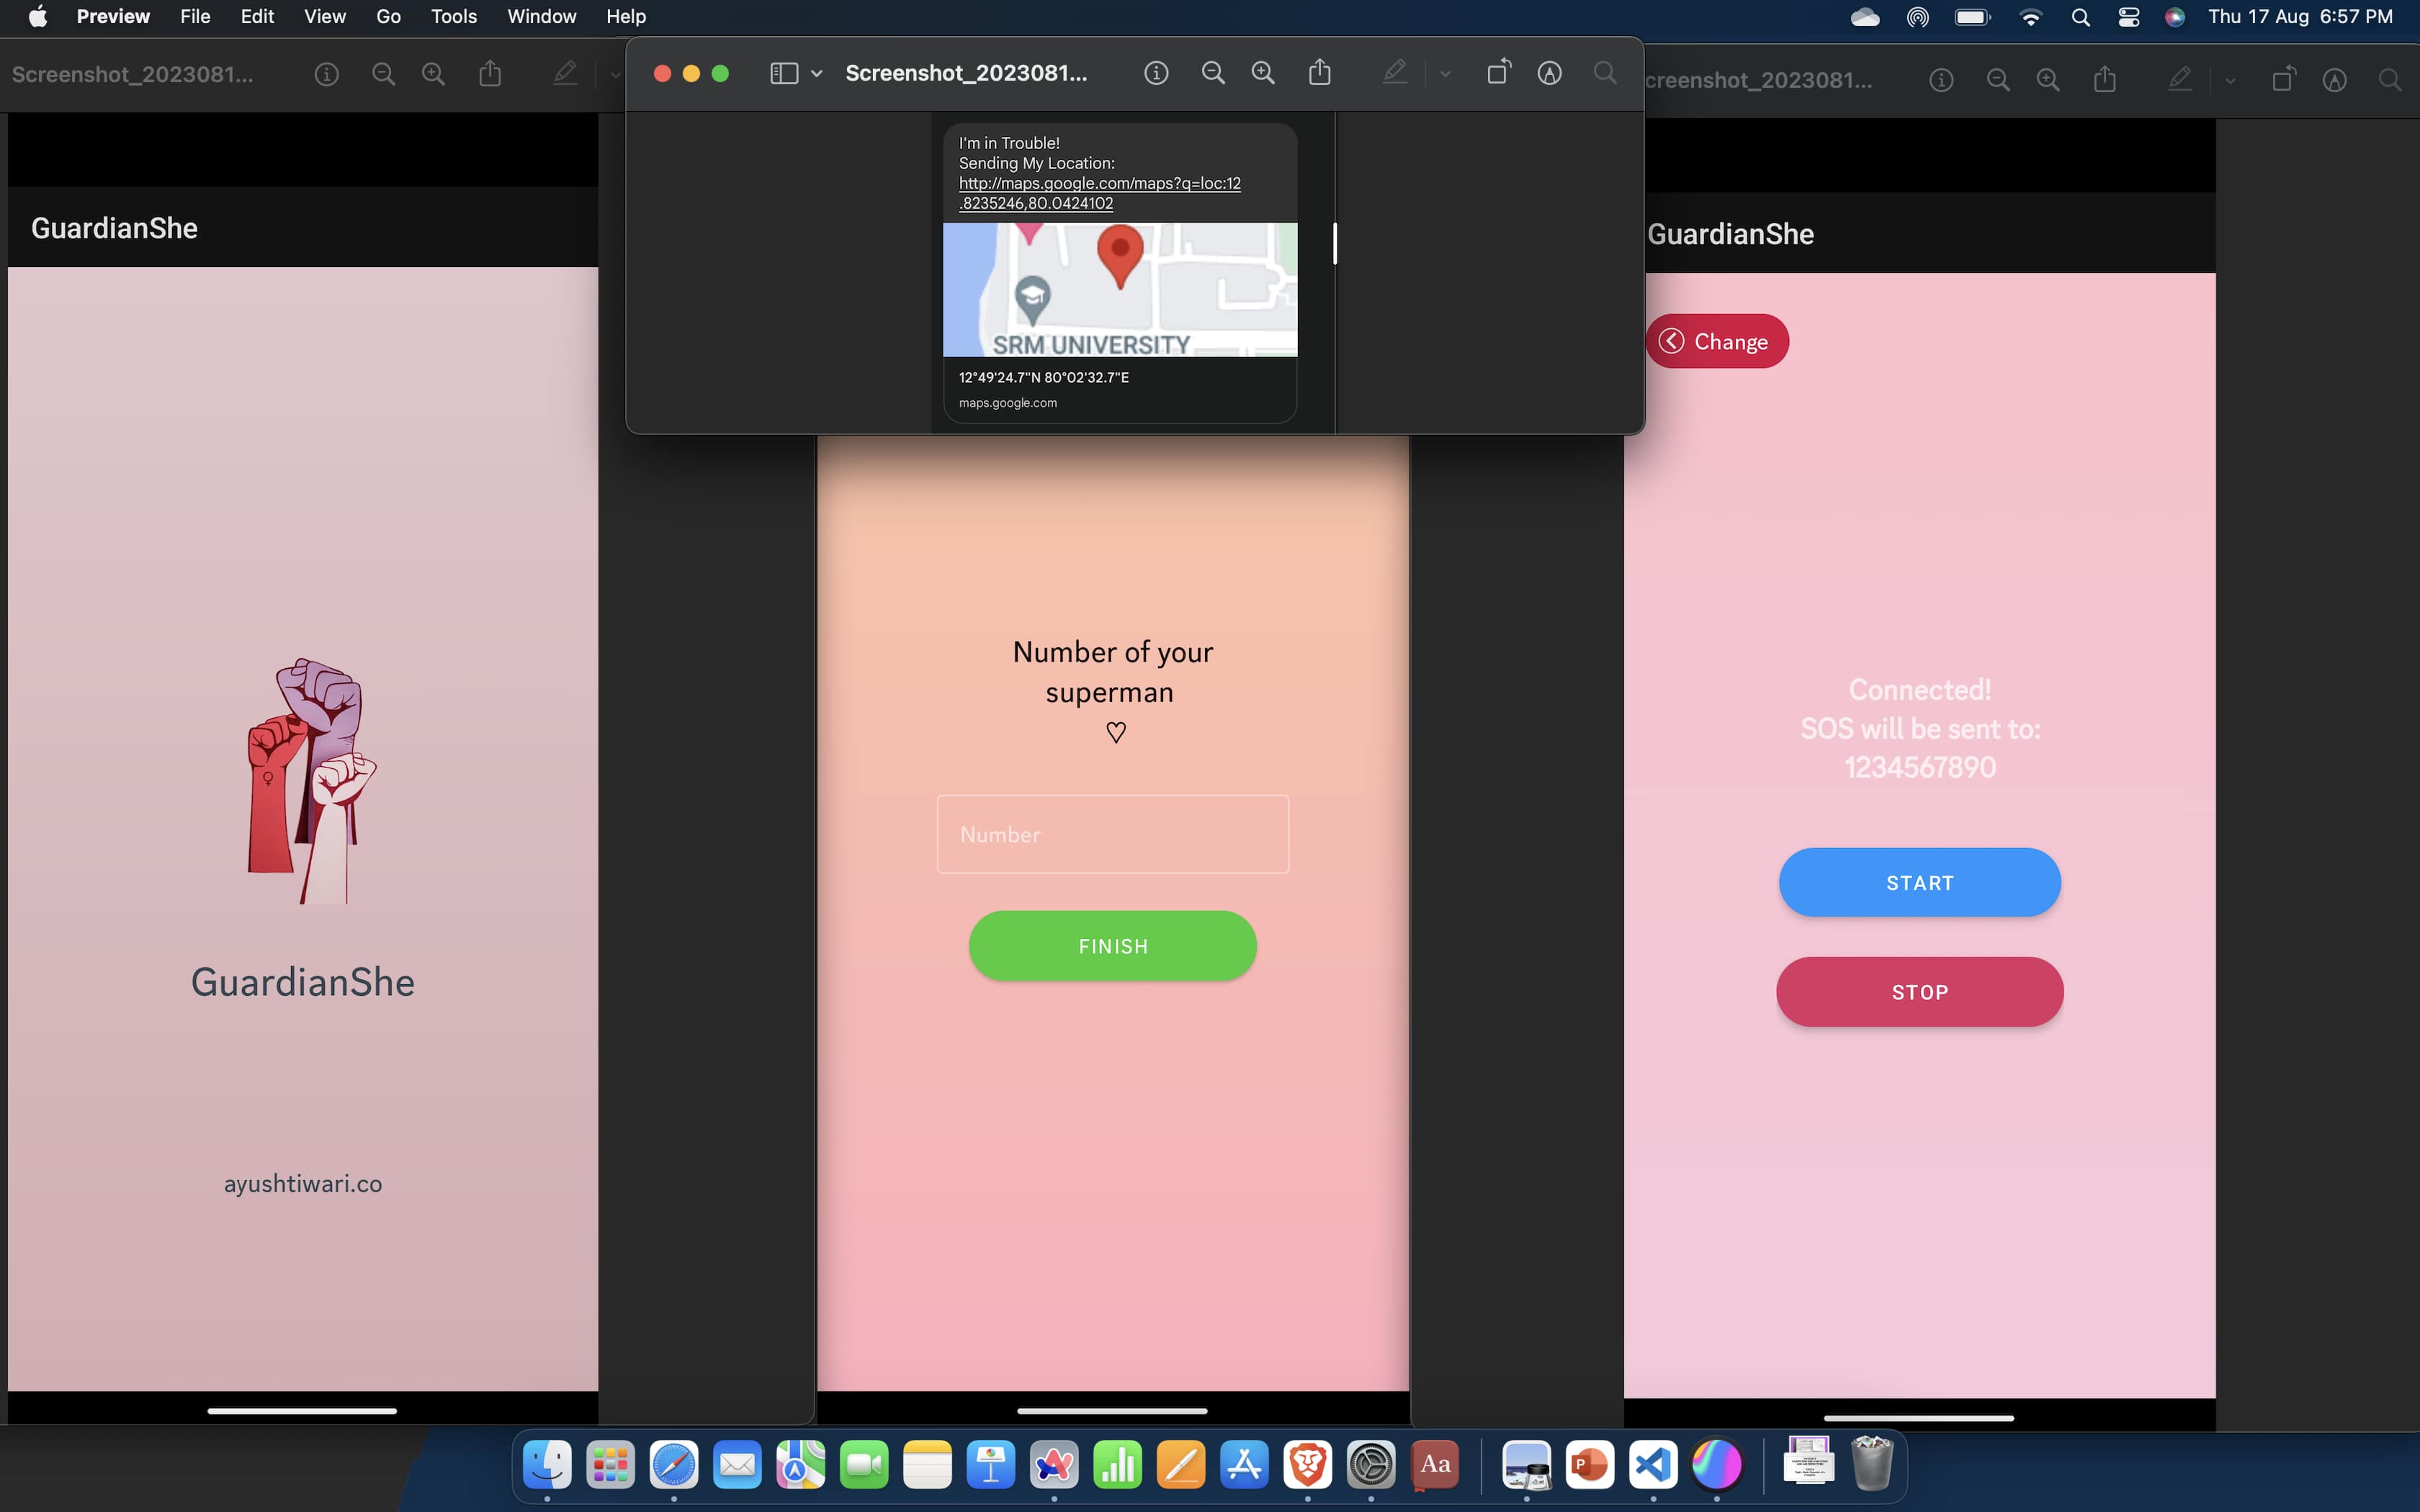 Preview File Edit View Go Tools Window Help
Thu 17 Aug 6:57 PM
Screenshot_2023081...
GuardianShe
GuardianShe
ayushtiwari.co
Screenshot_2023081...
I'm in Trouble!
Sending My Location:
http://maps.google.com/maps?q=loc:12
.8235246,80.0424102
SRM UNIVERSITY
12°49'24.7"N 80°02'32.7"E
maps.google.com
Number of your
superman
♡
Number
FINISH
creenshot_2023081...
GuardianShe
Change
Connected!
SOS will be sent to:
1234567890
START
STOP
Aa
P